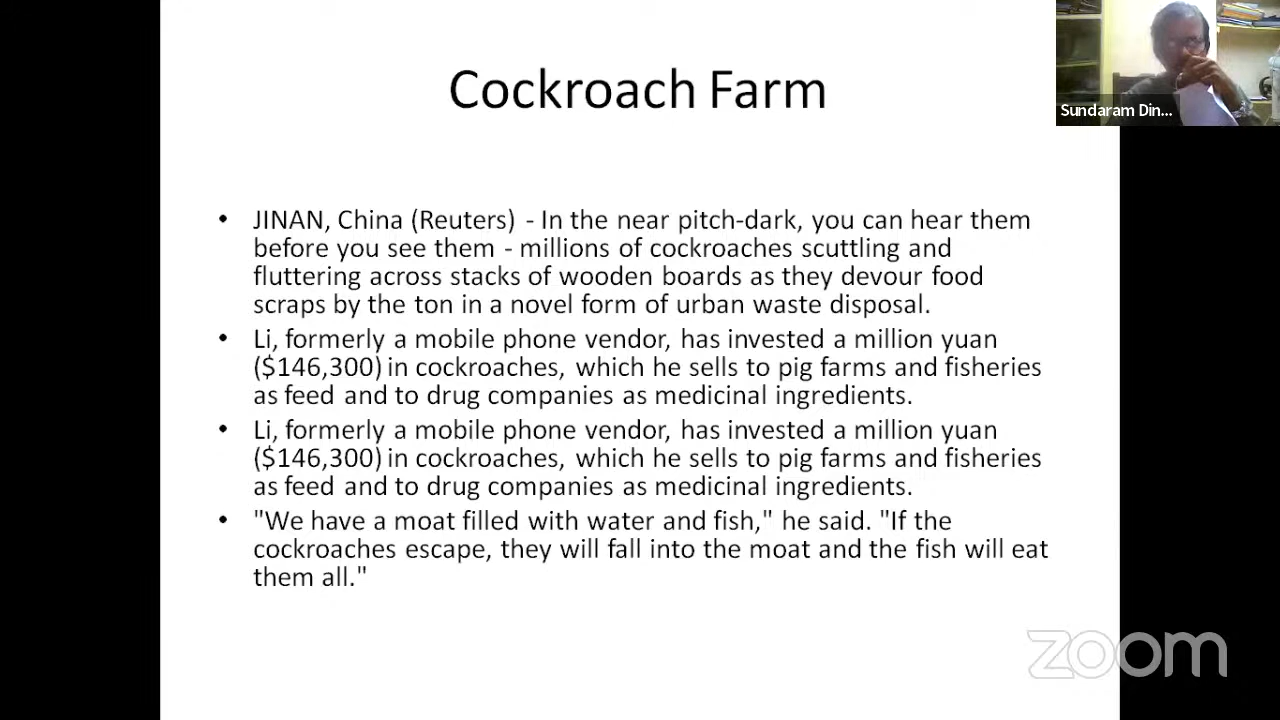 Cockroach Farm
Sundaram Din...
• JINAN, China (Reuters) - In the near pitch-dark, you can hear them
before you see them - millions of cockroaches scuttling and
fluttering across stacks of wooden boards as they devour food
scraps by the ton in a novel form of urban waste disposal.
• Li, formerly a mobile phone vendor, has invested a million yuan
($146,300) in cockroaches, which he sells to pig farms and fisheries
as feed and to drug companies as medicinal ingredients.
• Li, formerly a mobile phone vendor, has invested a million yuan
($146,300) in cockroaches, which he sells to pig farms and fisheries
as feed and to drug companies as medicinal ingredients.
• "We have a moat filled with water and fish," he said. "If the
cockroaches escape, they will fall into the moat and the fish will eat
them all."
zoom